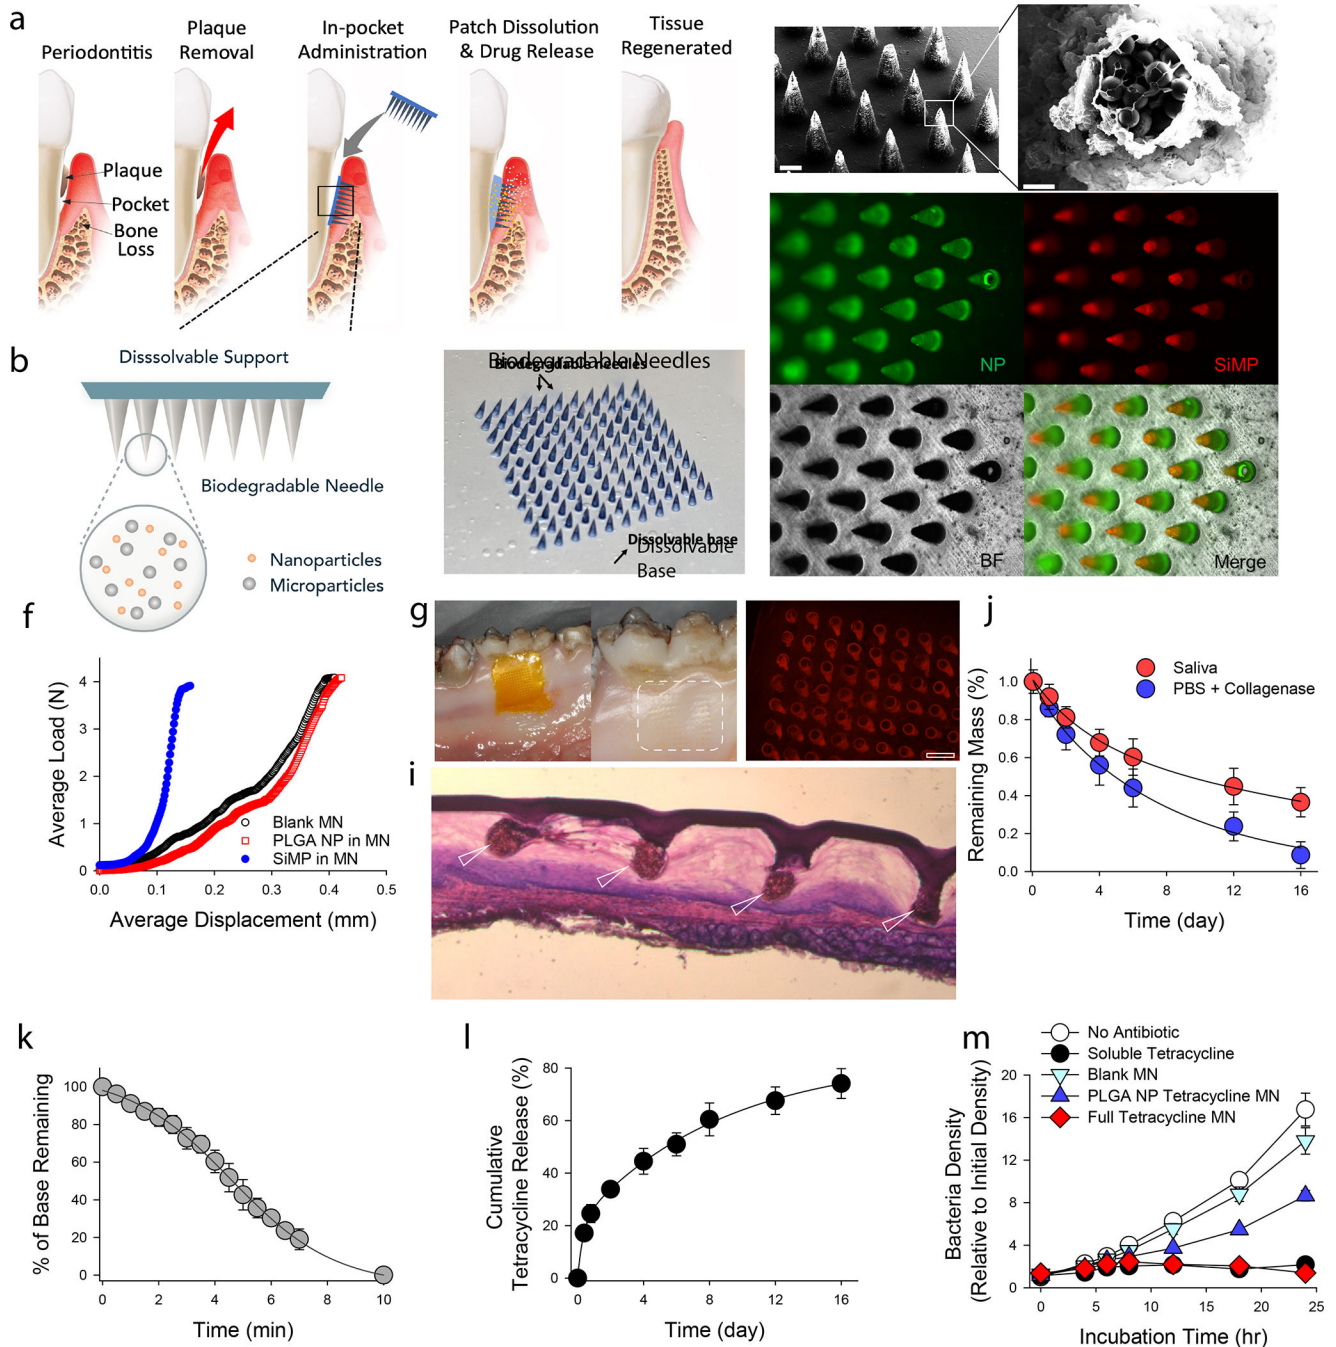 a
Periodontitis
Plaque
Removal
In-pocket
Administration
Patch Dissolution
& Drug Release
Tissue
Regenerated
Plaque
Pocket
Bone
Loss
NP
SiMP
BF
Merge
b
Disssolvable Support
Biodegradable Needle
Nanoparticles
Microparticles
Biodegradable Needles
Biodegradable needles
Dissolvable base
Dissolvable
Base
f
Average Load (N)
4
3
2
1
0
0.0
0.1
0.2
0.3
0.4
0.5
Blank MN
PLGA NP in MN
SiMP in MN
Average Displacement (mm)
g
i
j
Remaining Mass (%)
1.0
0.8
0.6
0.4
0.2
0.0
0
4
8
12
16
Saliva
PBS + Collagenase
Time (day)
k
% of Base Remaining
100
80
60
40
20
0
0
2
4
6
8
10
Time (min)
l
Cumulative
Tetracycline Release (%)
80
60
40
20
0
0
4
8
12
16
Time (day)
m
No Antibiotic
Soluble Tetracycline
Blank MN
PLGA NP Tetracycline MN
Full Tetracycline MN
Bacteria Density
(Relative to Initial Density)
20
16
12
8
4
0
0
5
10
15
20
25
Incubation Time (hr)